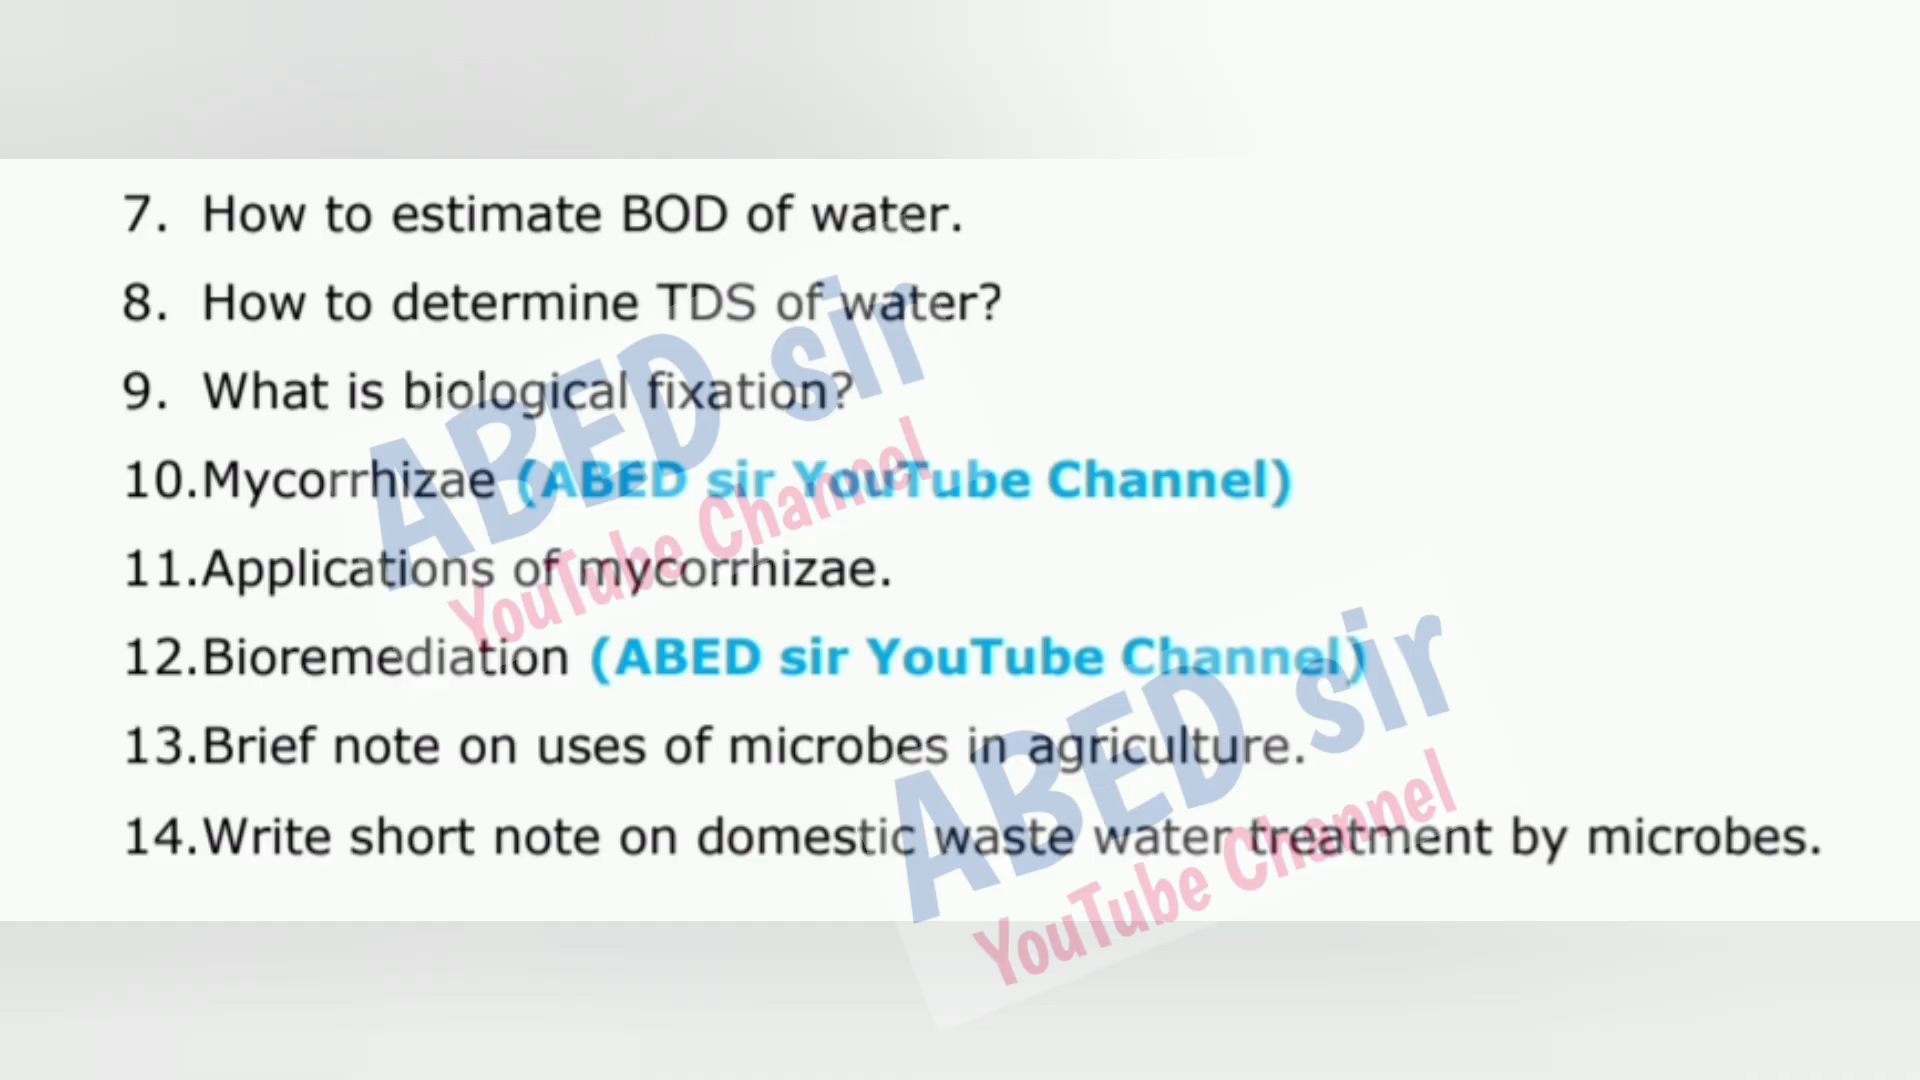 7. How to estimate BOD of water.
8. How to determine TDS of water?
9. What is biological fixation?
10.Mycorrhizae (ABED sir YouTube Channel)
11.Applications of mycorrhizae.
12.Bioremediation (ABED sir YouTube Channel)
13.Brief note on uses of microbes in agriculture.
14.Write short note on domestic waste water treatment by microbes.
ABED sir
YouTube Channel
ABED sir
YouTube Channel